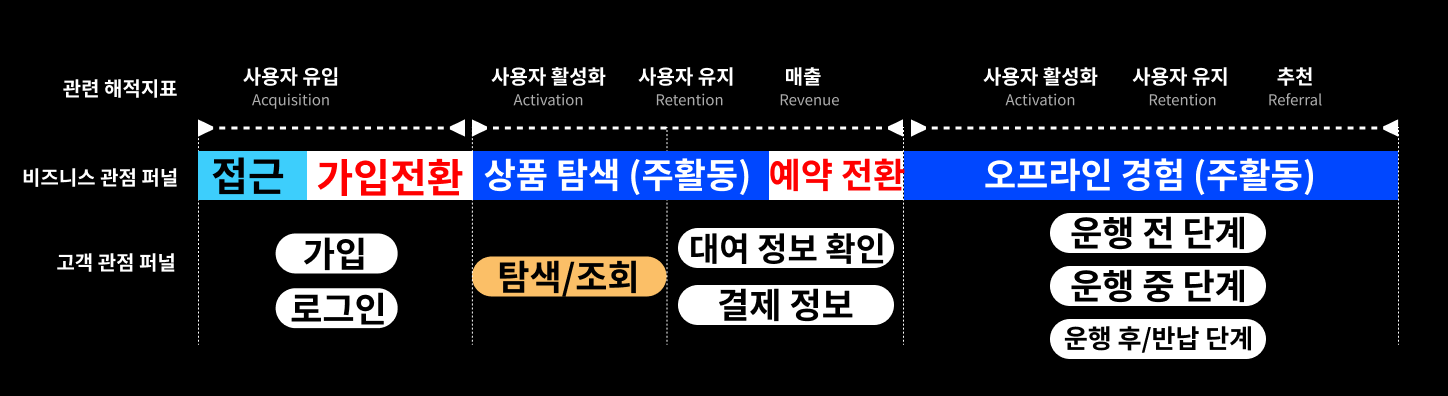 관련 해적지표
사용자 유입
Acquisition
사용자 활성화
Activation
사용자 유지
Retention
매출
Revenue
사용자 활성화
Activation
사용자 유지
Retention
추천
Referral
비즈니스 관점 퍼널
접근
가입전환
상품 탐색 (주활동)
예약 전환
오프라인 경험 (주활동)
고객 관점 퍼널
가입
로그인
탐색/조회
대여 정보 확인
결제 정보
운행 전 단계
운행 중 단계
운행 후/반납 단계